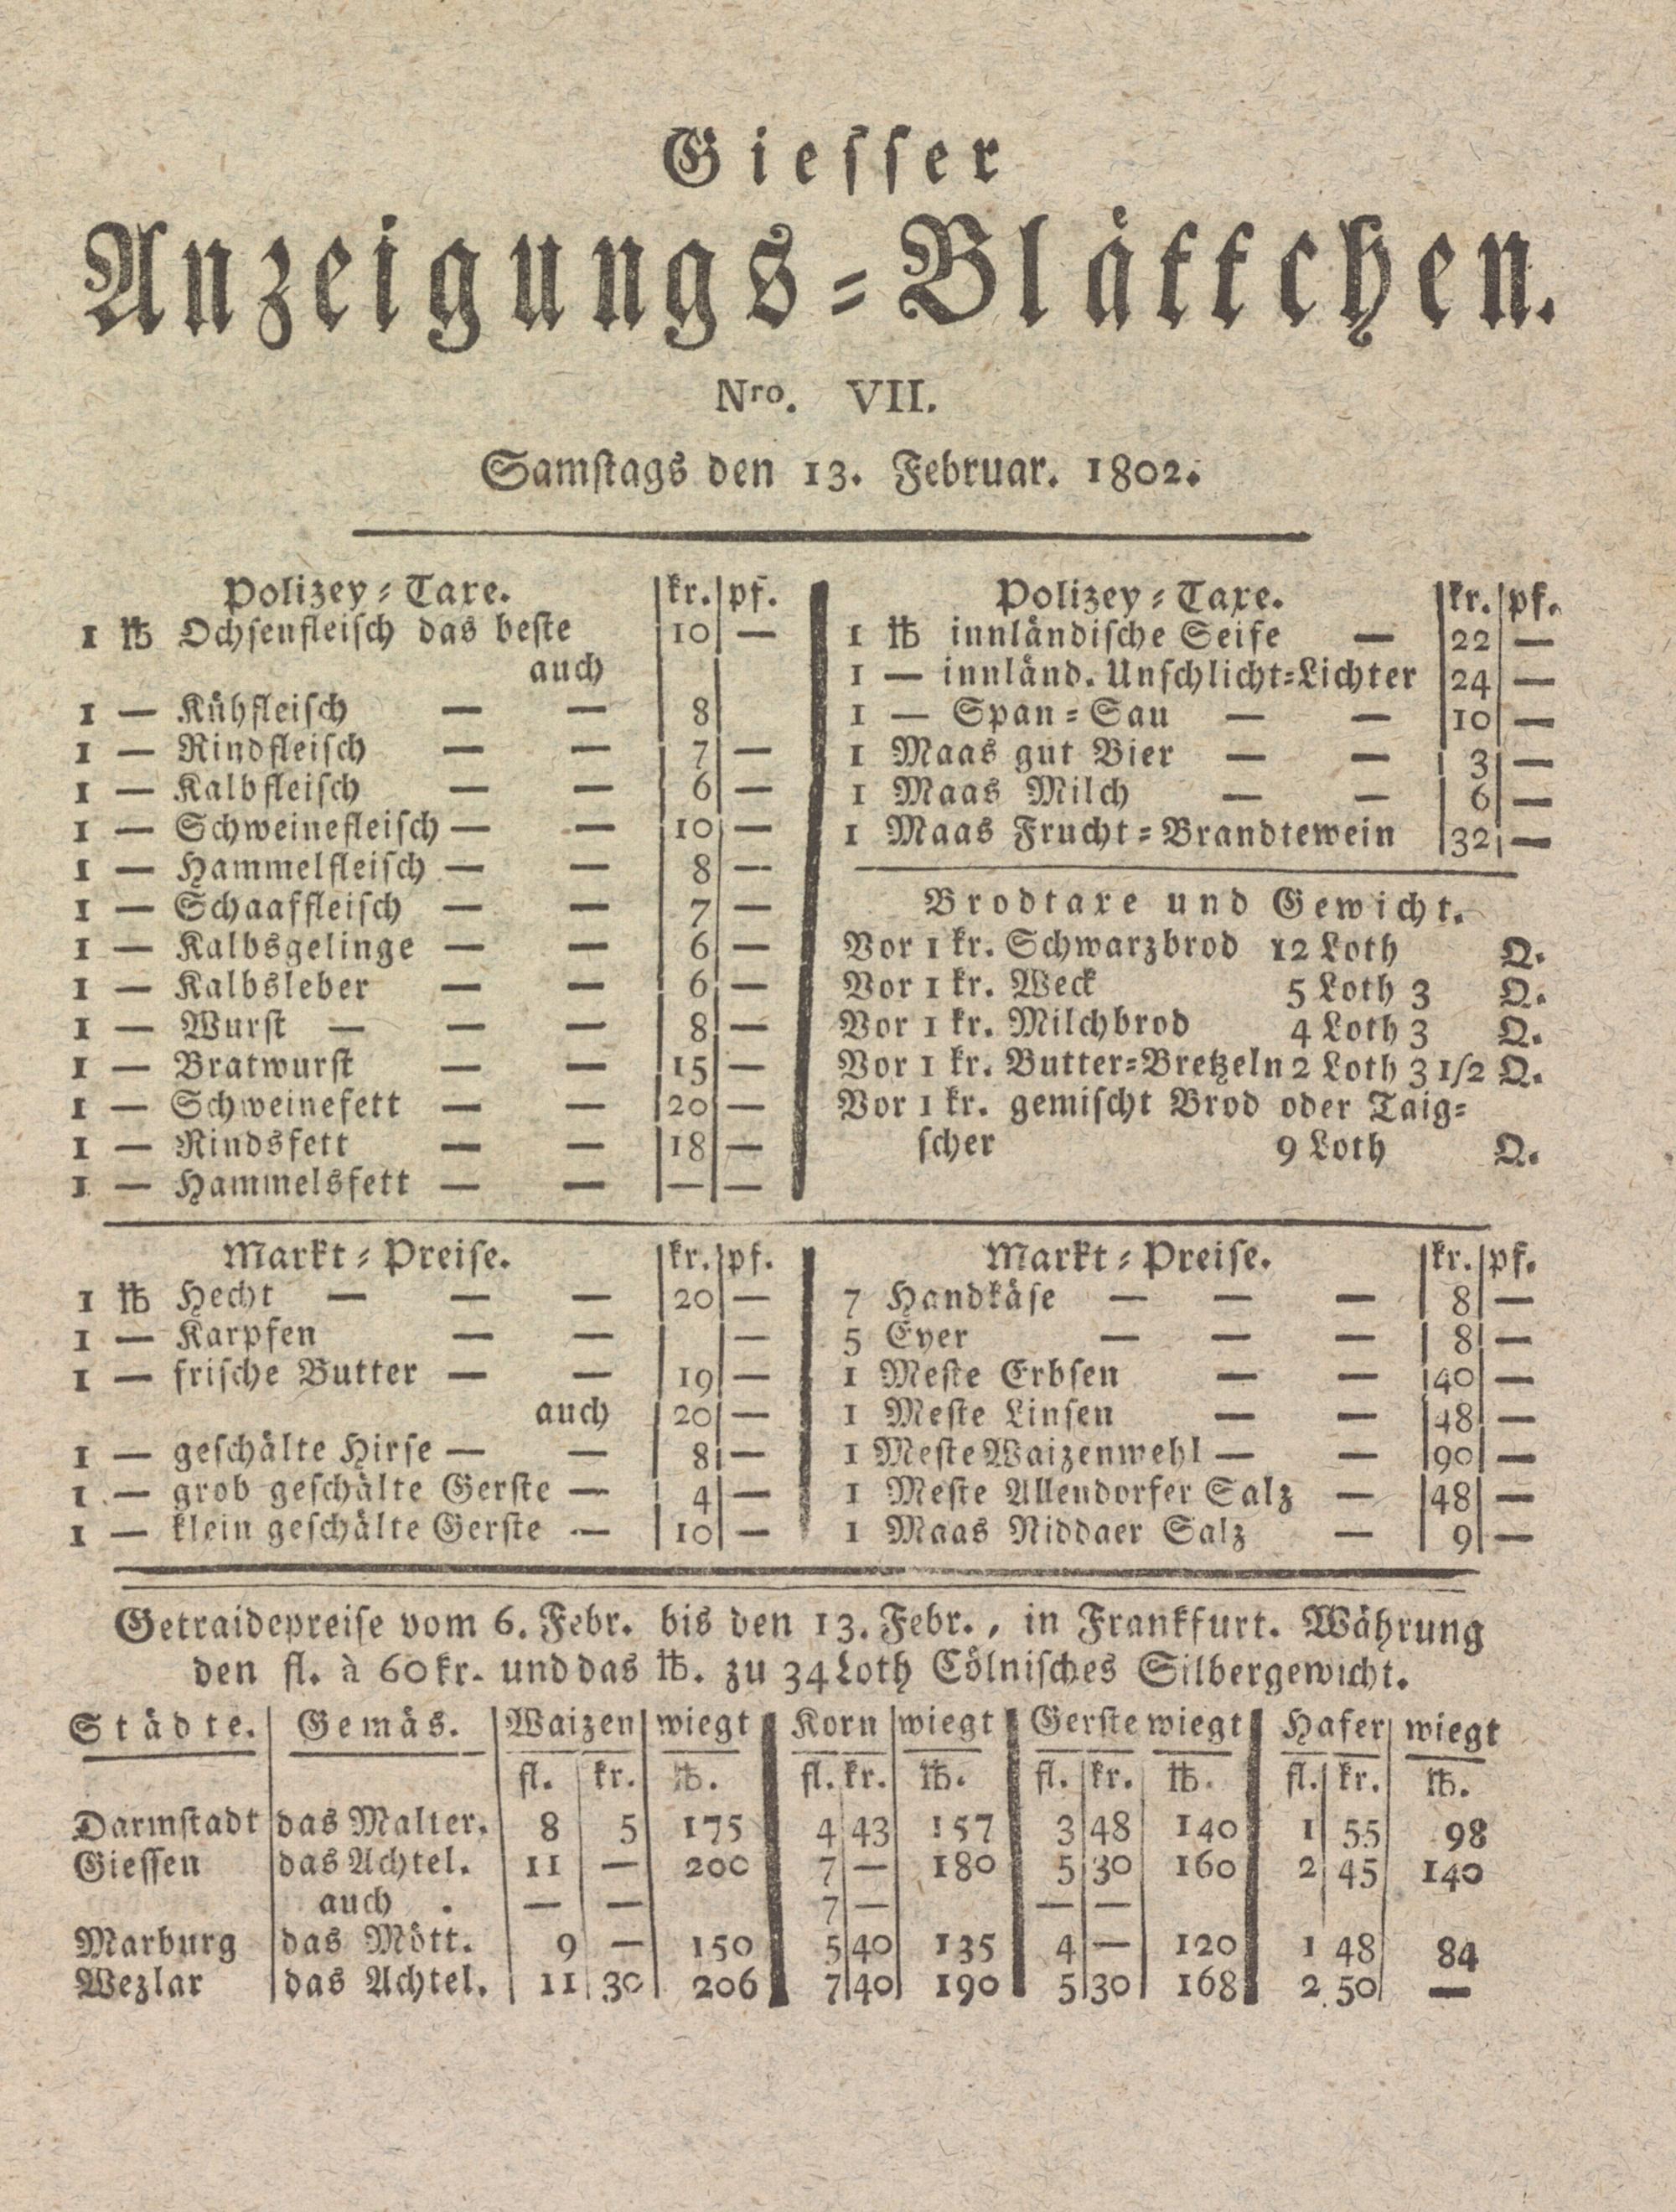 Giesser
Anzeigungs-Blättchen.
Nro. VII.
Samstags den 13. Februar. 1802.
Polizey-Taxe. kr. pf.
1 ℔ Ochsenfleisch das beste 10 —
auch
1 — Kühfleisch — — 8
1 — Rindfleisch — — 7 —
1 — Kalbfleisch — — 6 —
1 — Schweinefleisch — — 10 —
1 — Hammelfleisch — — 8 —
1 — Schaaffleisch — — 7 —
1 — Kalbsgelinge — — 6 —
1 — Kalbsleber — — 6 —
1 — Wurst — — — 8 —
1 — Bratwurst — — 15 —
1 — Schweinefett — — 20 —
1 — Rindsfett — — 18 —
1 — Hammelsfett — — — —
Polizey-Taxe. kr. pf.
1 ℔ innländische Seife — 22 —
1 — innländ. Unschlicht-Lichter 24 —
1 — Span-Sau — — 10 —
1 Maas gut Bier — — 3 —
1 Maas Milch — — 6 —
1 Maas Frucht-Brandtewein 32 —
Brodtaxe und Gewicht.
Vor 1 kr. Schwarzbrod 12 Loth Q.
Vor 1 kr. Weck 5 Loth 3 Q.
Vor 1 kr. Milchbrod 4 Loth 3 Q.
Vor 1 kr. Butter-Bretzeln 2 Loth 3 1/2 Q.
Vor 1 kr. gemischt Brod oder Taig-
scher 9 Loth Q.
Markt-Preise. kr. pf.
1 ℔ Hecht — — — 20 —
1 — Karpfen — — —
1 — frische Butter — — 19 —
auch 20 —
1 — geschälte Hirse — — 8 —
1 — grob geschälte Gerste — 4 —
1 — klein geschälte Gerste — 10 —
Markt-Preise. kr. pf.
7 Handkäse — — — 8 —
5 Eyer — — — 8 —
1 Meste Erbsen — — 40 —
1 Meste Linsen — — 48 —
1 Meste Waizenwehl — — 90 —
1 Meste Allendorfer Salz — 48 —
1 Maas Niddaer Salz — 9 —
Getraidepreise vom 6. Febr. bis den 13. Febr., in Frankfurt. Währung
den fl. à 60 kr. und das ℔. zu 34 Loth Cölnisches Silbergewicht.
Städte. Gemäs. Waizen wiegt Korn wiegt Gerste wiegt Hafer wiegt
fl. kr. ℔. fl. kr. ℔. fl. kr. ℔. fl. kr. ℔.
Darmstadt das Malter. 8 5 175 4 43 157 3 48 140 1 55 98
Giessen das Achtel. 11 — 200 7 — 180 5 30 160 2 45 140
auch . — — 7 — — —
Marburg das Mött. 9 — 150 5 40 135 4 — 120 1 48 84
Wezlar das Achtel. 11 30 206 7 40 190 5 30 168 2 50 —